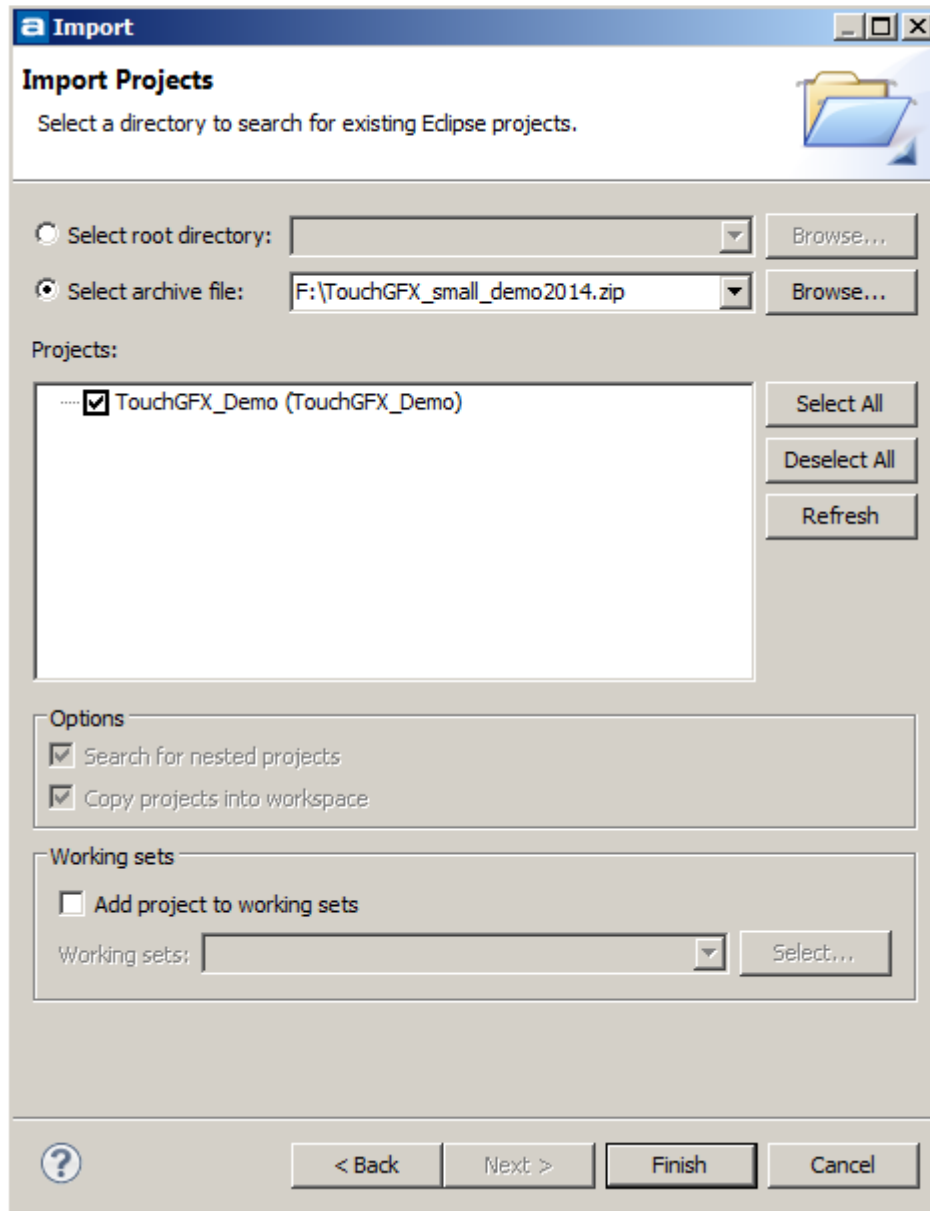 a Import
Import Projects
Select a directory to search for existing Eclipse projects.
Select root directory: Browse...
Select archive file: F:\TouchGFX_small_demo2014.zip Browse...
Projects:
TouchGFX_Demo (TouchGFX_Demo)
Select All
Deselect All
Refresh
Options
Search for nested projects
Copy projects into workspace
Working sets
Add project to working sets
Working sets: Select...
? < Back Next > Finish Cancel